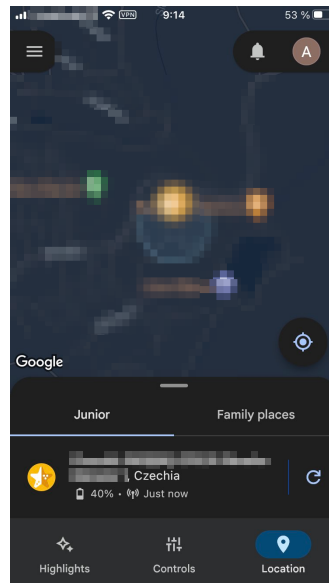 VPN 9:14 53 %
A
Google
Junior Family places
, Czechia
40% • Just now
Highlights Controls Location